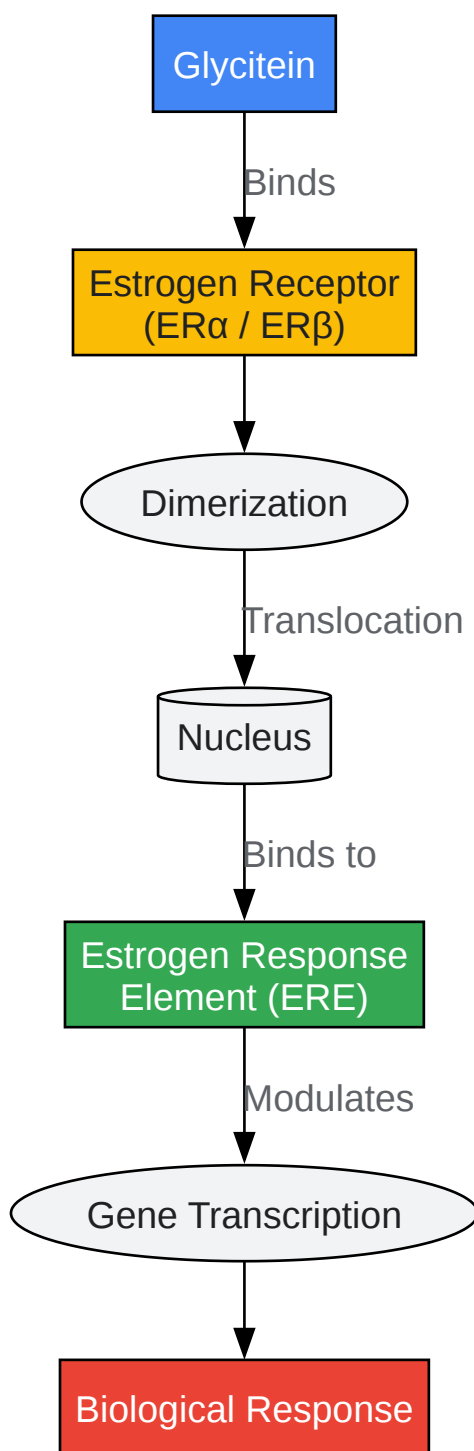 Glycitein
Binds
Estrogen Receptor
(ERα / ERβ)
Dimerization
Translocation
Nucleus
Binds to
Estrogen Response
Element (ERE)
Modulates
Gene Transcription
Biological Response